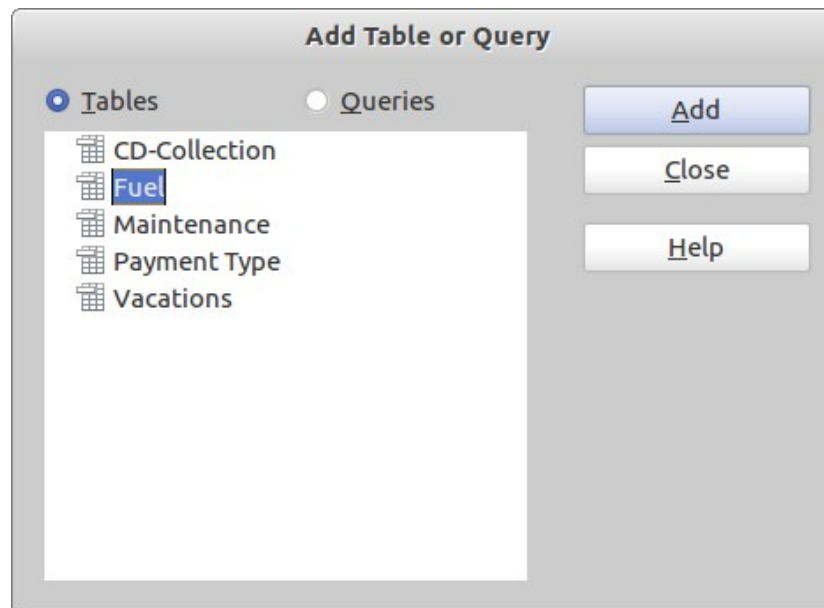 Add Table or Query
Tables Queries
Add
CD-Collection
Close
Fuel
Maintenance
Help
Payment Type
Vacations